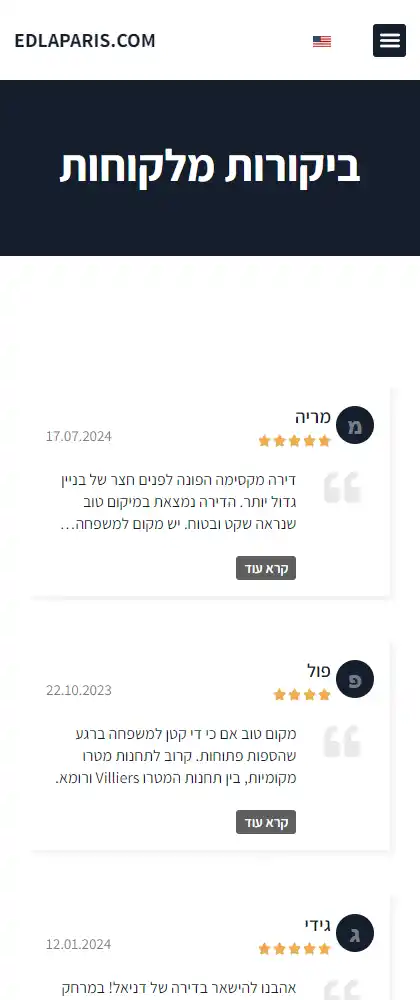 EDLAPARIS.COM
ביקורות מלקוחות
מ
מריה
17.07.2024
דירה מקסימה הפונה לפנים חצר של בניין
גדול יותר. הדירה נמצאת במיקום טוב
שנראה שקט ובטוח. יש מקום למשפחה...
קרא עוד
פ
פול
22.10.2023
מקום טוב אם כי די קטן למשפחה ברגע
שהספות פתוחות. קרוב לתחנות מטרו
מקומיות, בין תחנות המטרו Villiers ורומא.
קרא עוד
ג
גידי
12.01.2024
אהבנו להישאר בדירה של דניאל! במרחק